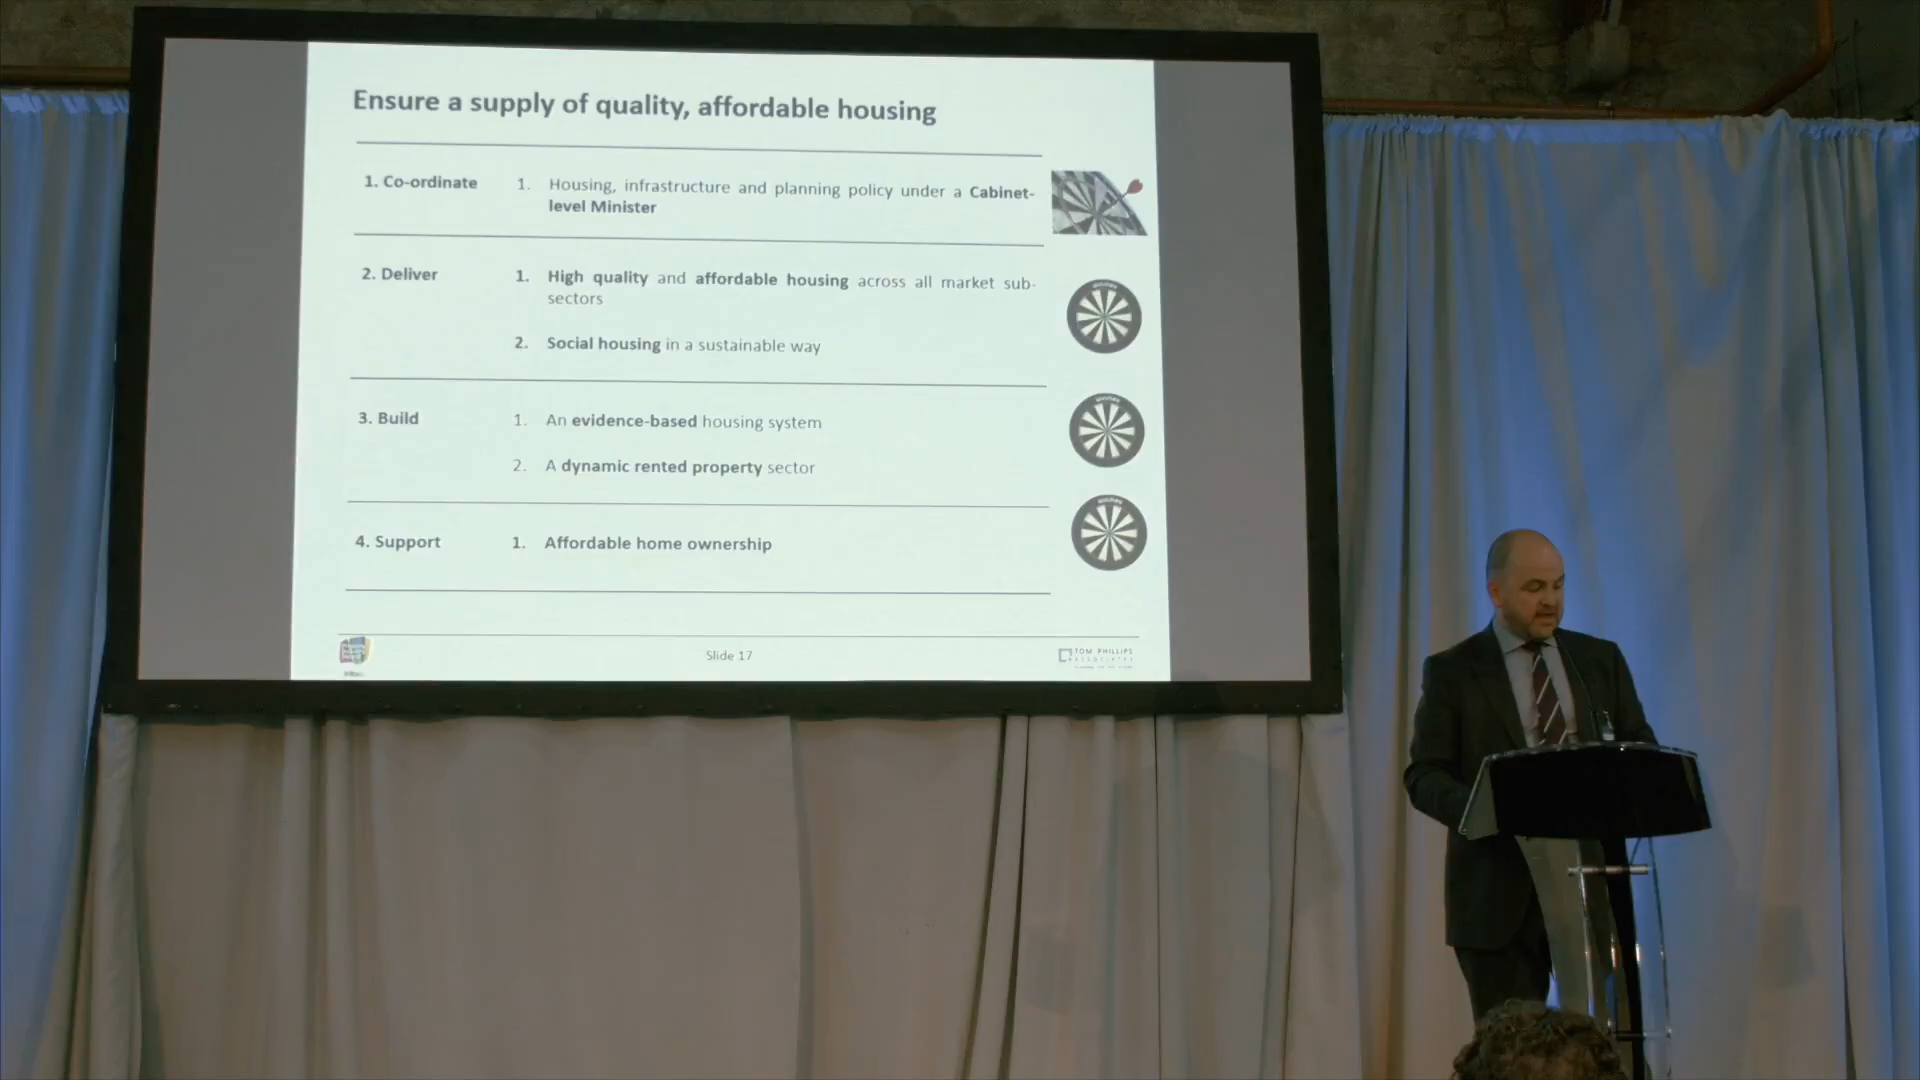 Ensure a supply of quality, affordable housing
1. Co-ordinate
1. Housing, infrastructure and planning policy under a Cabinet-
level Minister
2. Deliver
1. High quality and affordable housing across all market sub-
sectors
2. Social housing in a sustainable way
3. Build
1. An evidence-based housing system
2. A dynamic rented property sector
4. Support
1. Affordable home ownership
Slide 17
TOM PHILLIPS
ASSOCIATES